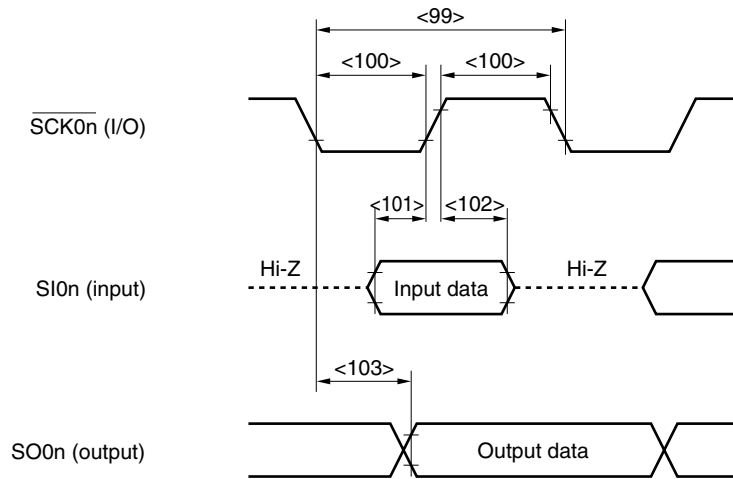 <99>
<100> <100>
SCK0n (I/O)
<101> <102>
Hi-Z Hi-Z
SI0n (input) Input data
<103>
SO0n (output) Output data